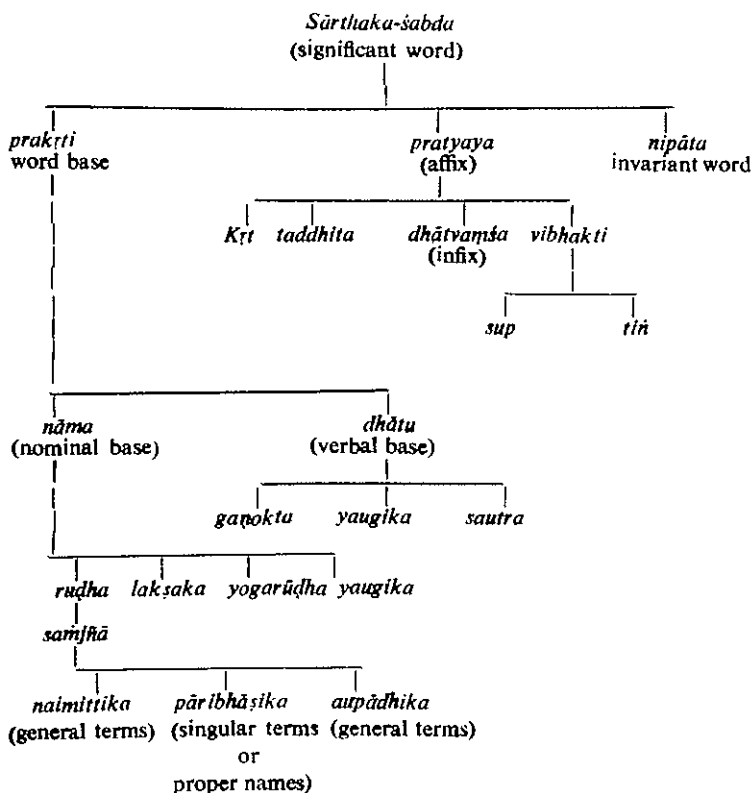 Sārthaka-śabda
(significant word)
prakṛti pratyaya nipāta
word base (affix) invariant word
Kṛt taddhita dhātvaṃśa vibhakti
(infix)
sup tiṅ
nāma dhātu
(nominal base) (verbal base)
gaṇokta yaugika sautra
ruḍha lakṣaka yogarūḍha yaugika
saṁjñā
naimittika pāribhāṣika aupādhika
(general terms) (singular terms (general terms)
or
proper names)